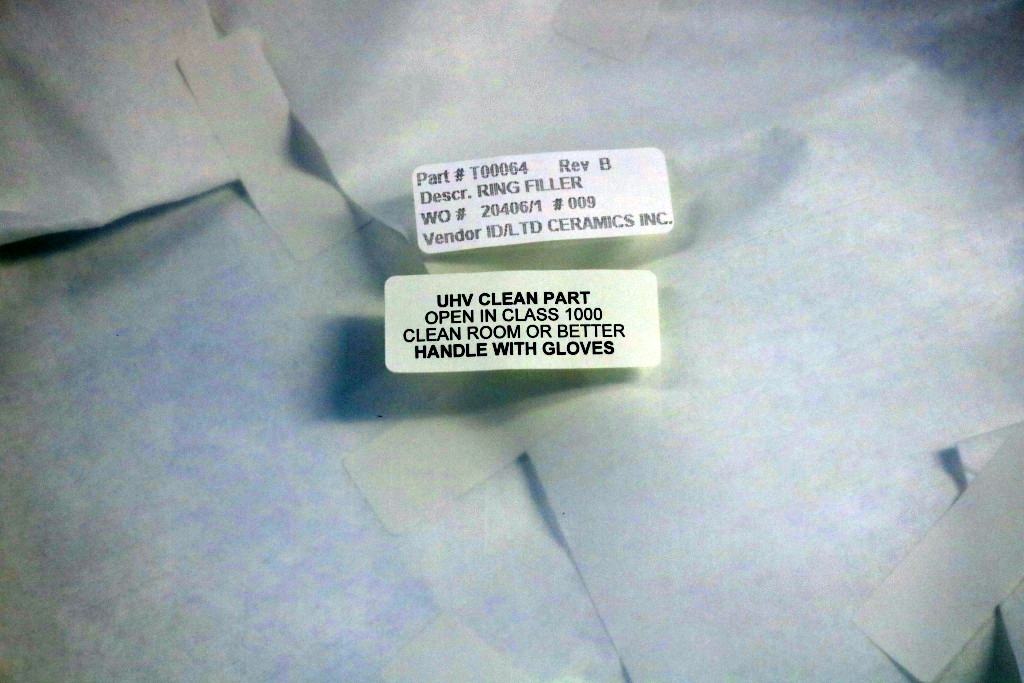 Part # T00064 Rev B
Descr. RING FILLER
WO # 20406/1 # 009
Vendor ID/LTD CERAMICS INC.
UHV CLEAN PART
OPEN IN CLASS 1000
CLEAN ROOM OR BETTER
HANDLE WITH GLOVES